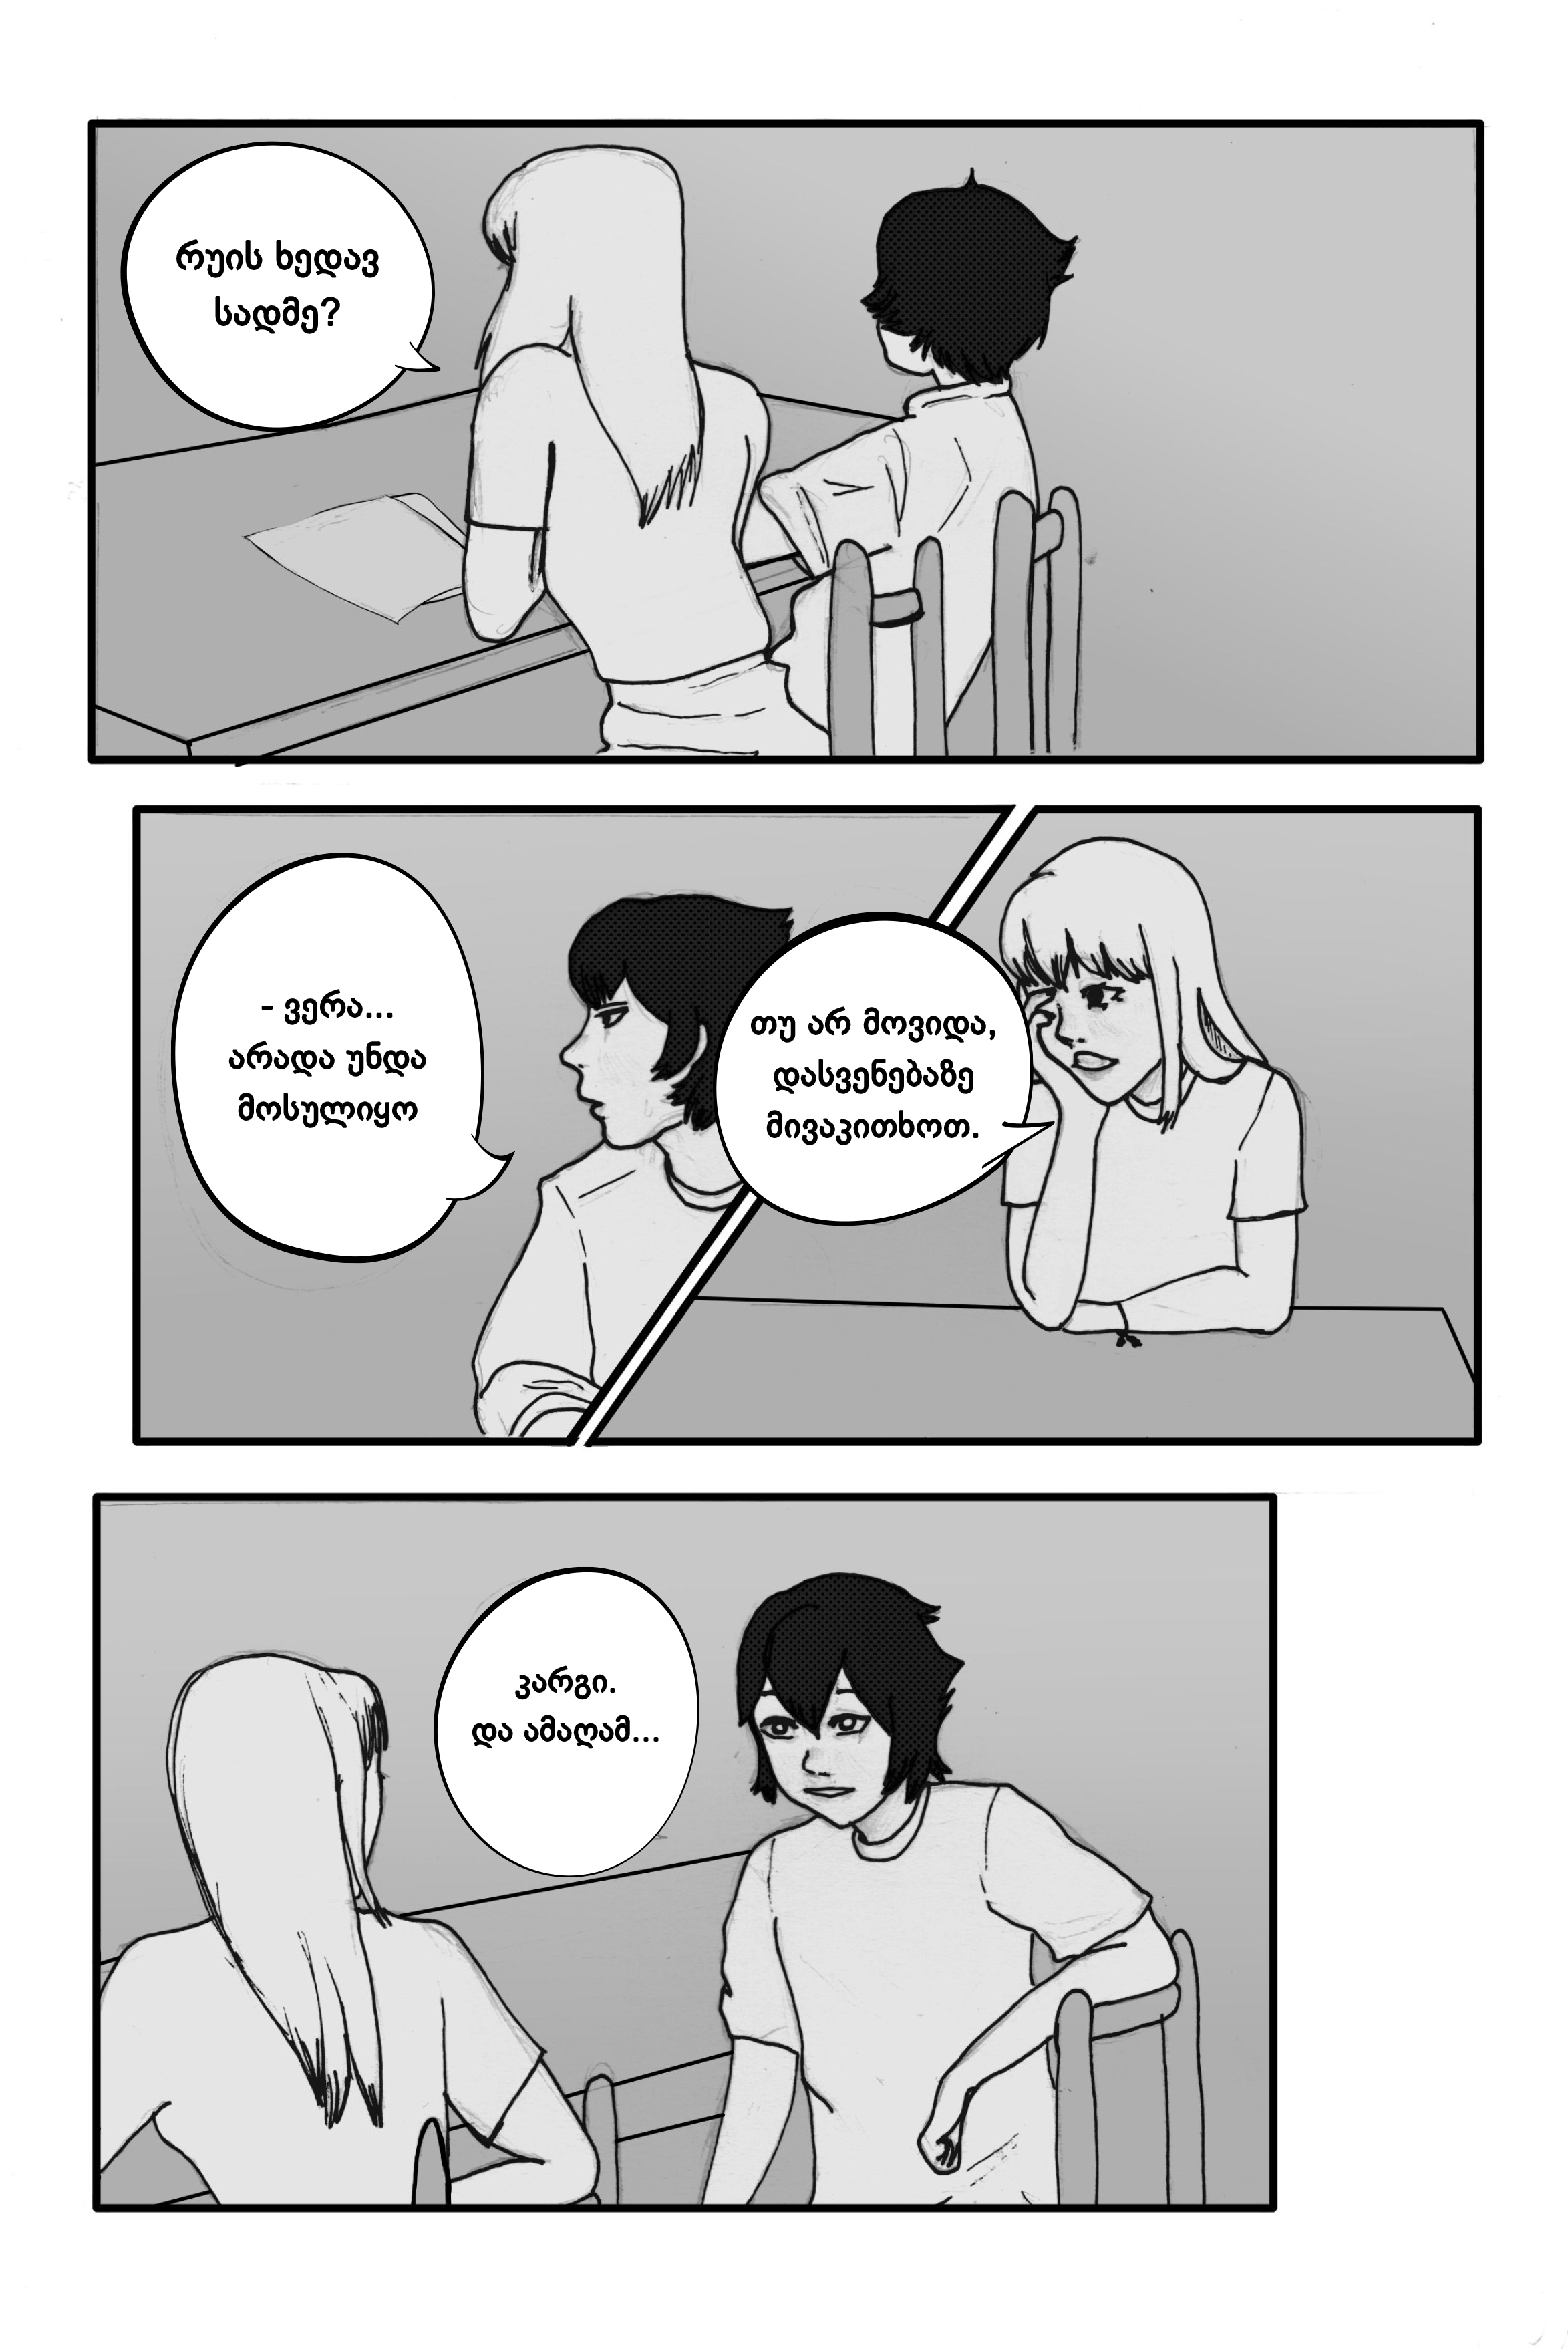 რუის ხედავ
სადმე?
- ვერა...
არადა უნდა
მოსულიყო
თუ არ მოვიდა,
დასვენებაზე
მივაკითხოთ.
კარგი.
და ამაღამ...